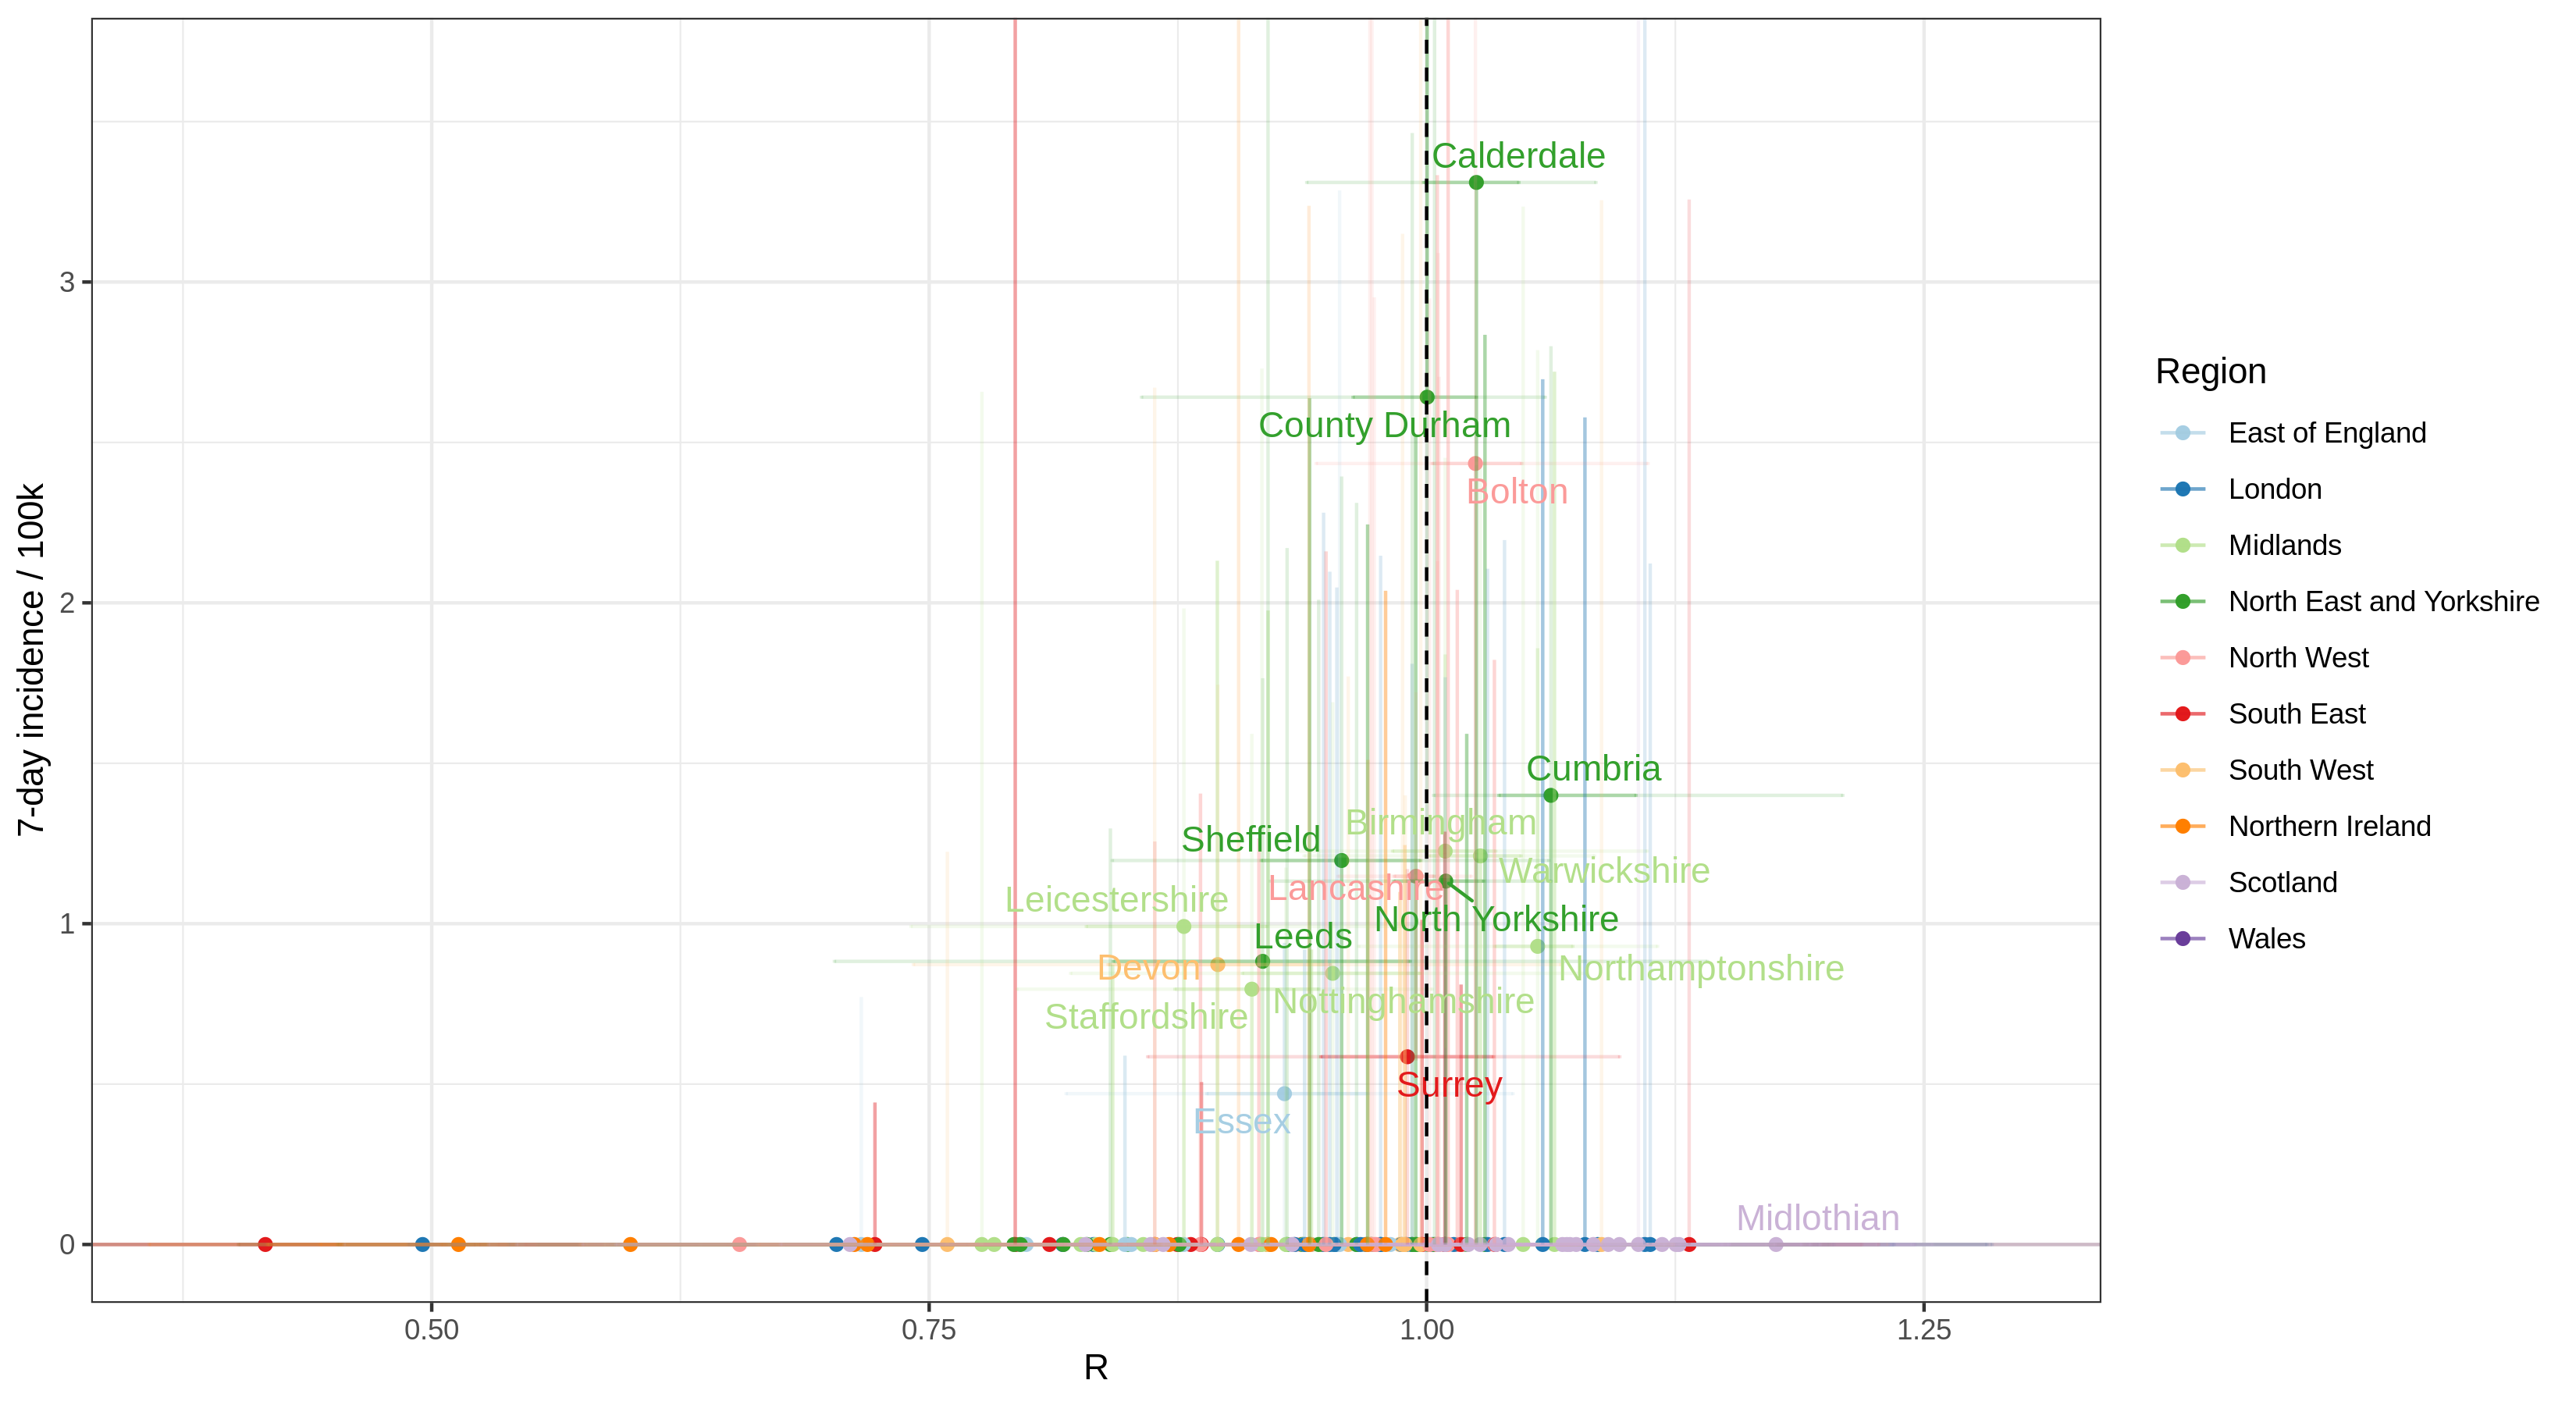 Calderdale
County Durham
Bolton
Cumbria
Birmingham
Sheffield
Warwickshire
Lancashire
Leicestershire
North Yorkshire
Leeds
Devon
Northamptonshire
Nottinghamshire
Staffordshire
Surrey
Essex
Midlothian
3
2
1
0
7-day incidence / 100k
0.50
0.75
1.00
1.25
R
Region
East of England
London
Midlands
North East and Yorkshire
North West
South East
South West
Northern Ireland
Scotland
Wales